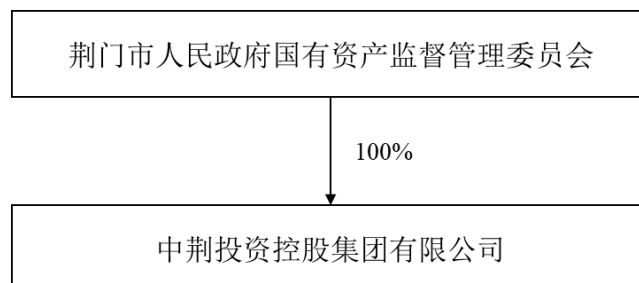 荆门市人民政府国有资产监督管理委员会
100%
中荆投资控股集团有限公司